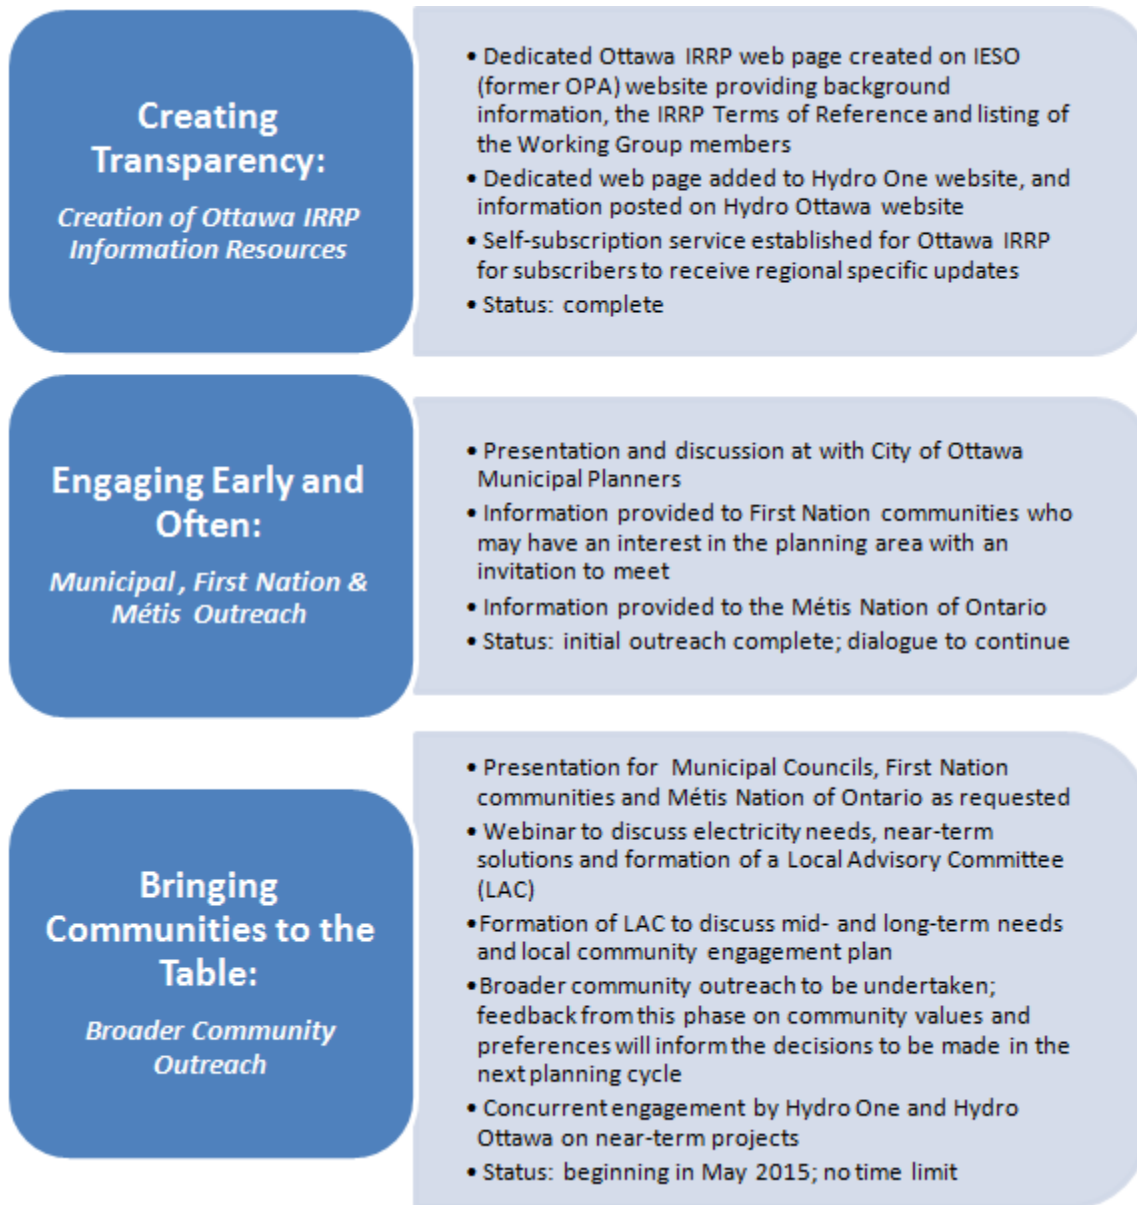 Creating
Transparency:
Creation of Ottawa IRRP
Information Resources
• Dedicated Ottawa IRRP web page created on IESO
(former OPA) website providing background
information, the IRRP Terms of Reference and listing of
the Working Group members
• Dedicated web page added to Hydro One website, and
information posted on Hydro Ottawa website
• Self-subscription service established for Ottawa IRRP
for subscribers to receive regional specific updates
• Status: complete
Engaging Early and
Often:
Municipal , First Nation &
Métis Outreach
• Presentation and discussion at with City of Ottawa
Municipal Planners
• Information provided to First Nation communities who
may have an interest in the planning area with an
invitation to meet
• Information provided to the Métis Nation of Ontario
• Status: initial outreach complete; dialogue to continue
Bringing
Communities to the
Table:
Broader Community
Outreach
• Presentation for Municipal Councils, First Nation
communities and Métis Nation of Ontario as requested
• Webinar to discuss electricity needs, near-term
solutions and formation of a Local Advisory Committee
(LAC)
•Formation of LAC to discuss mid- and long-term needs
and local community engagement plan
•Broader community outreach to be undertaken;
feedback from this phase on community values and
preferences will inform the decisions to be made in the
next planning cycle
• Concurrent engagement by Hydro One and Hydro
Ottawa on near-term projects
• Status: beginning in May 2015; no time limit